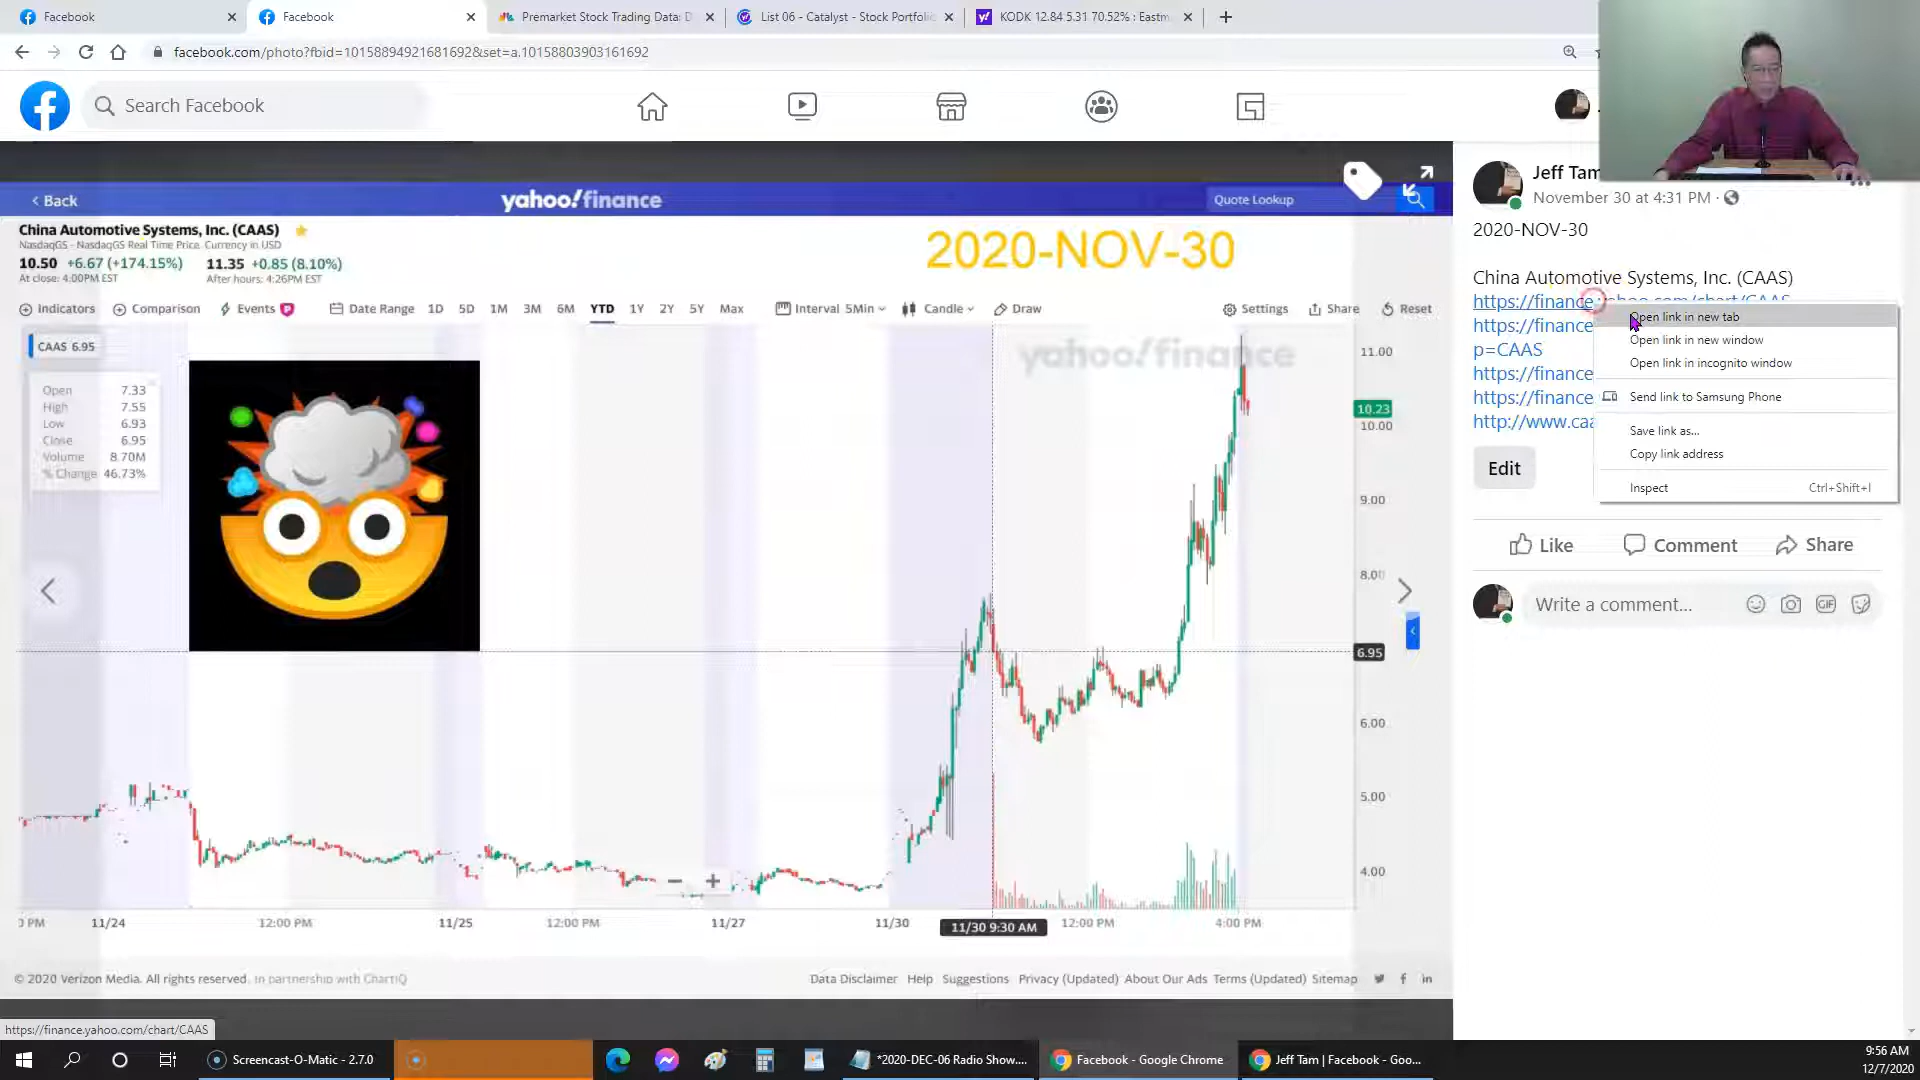 Facebook
Facebook
Premarket Stock Trading Data: D
List 06 - Catalyst - Stock Portfolio
KODK 12.84 5.31 70.52% : Eastm
facebook.com/photo?fbid=10158894921681692&set=a.10158803903161692
Search Facebook
Back
yahoo!finance
Quote Lookup
China Automotive Systems, Inc. (CAAS)
NasdaqGS - NasdaqGS Real Time Price. Currency in USD
10.50 +6.67 (+174.15%) 11.35 +0.85 (8.10%)
At close: 4:00PM EST After hours: 4:26PM EST
2020-NOV-30
Indicators Comparison Events Date Range 1D 5D 1M 3M 6M YTD 1Y 2Y 5Y Max Interval 5Min Candle Draw Settings Share Reset
CAAS 6.95
yahoo!finance
Open 7.33
High 7.55
Low 6.93
Close 6.95
Volume 8.70M
% Change 46.73%
11.00
10.23
10.00
9.00
8.00
6.95
6.00
5.00
4.00
11/24 12:00 PM 11/25 12:00 PM 11/27 11/30 11/30 9:30 AM 12:00 PM 4:00 PM
© 2020 Verizon Media. All rights reserved. In partnership with ChartIQ
Data Disclaimer Help Suggestions Privacy (Updated) About Our Ads Terms (Updated) Sitemap
Jeff Tam
November 30 at 4:31 PM ·
2020-NOV-30
China Automotive Systems, Inc. (CAAS)
https://finance.yahoo.com/chart/CAAS
https://finance
p=CAAS
https://finance
https://finance
http://www.caa
Open link in new tab
Open link in new window
Open link in incognito window
Send link to Samsung Phone
Save link as...
Copy link address
Inspect Ctrl+Shift+I
Edit
Like Comment Share
Write a comment...
GIF
https://finance.yahoo.com/chart/CAAS
Screencast-O-Matic - 2.7.0
*2020-DEC-06 Radio Show....
Facebook - Google Chrome
Jeff Tam | Facebook - Goo...
9:56 AM
12/7/2020